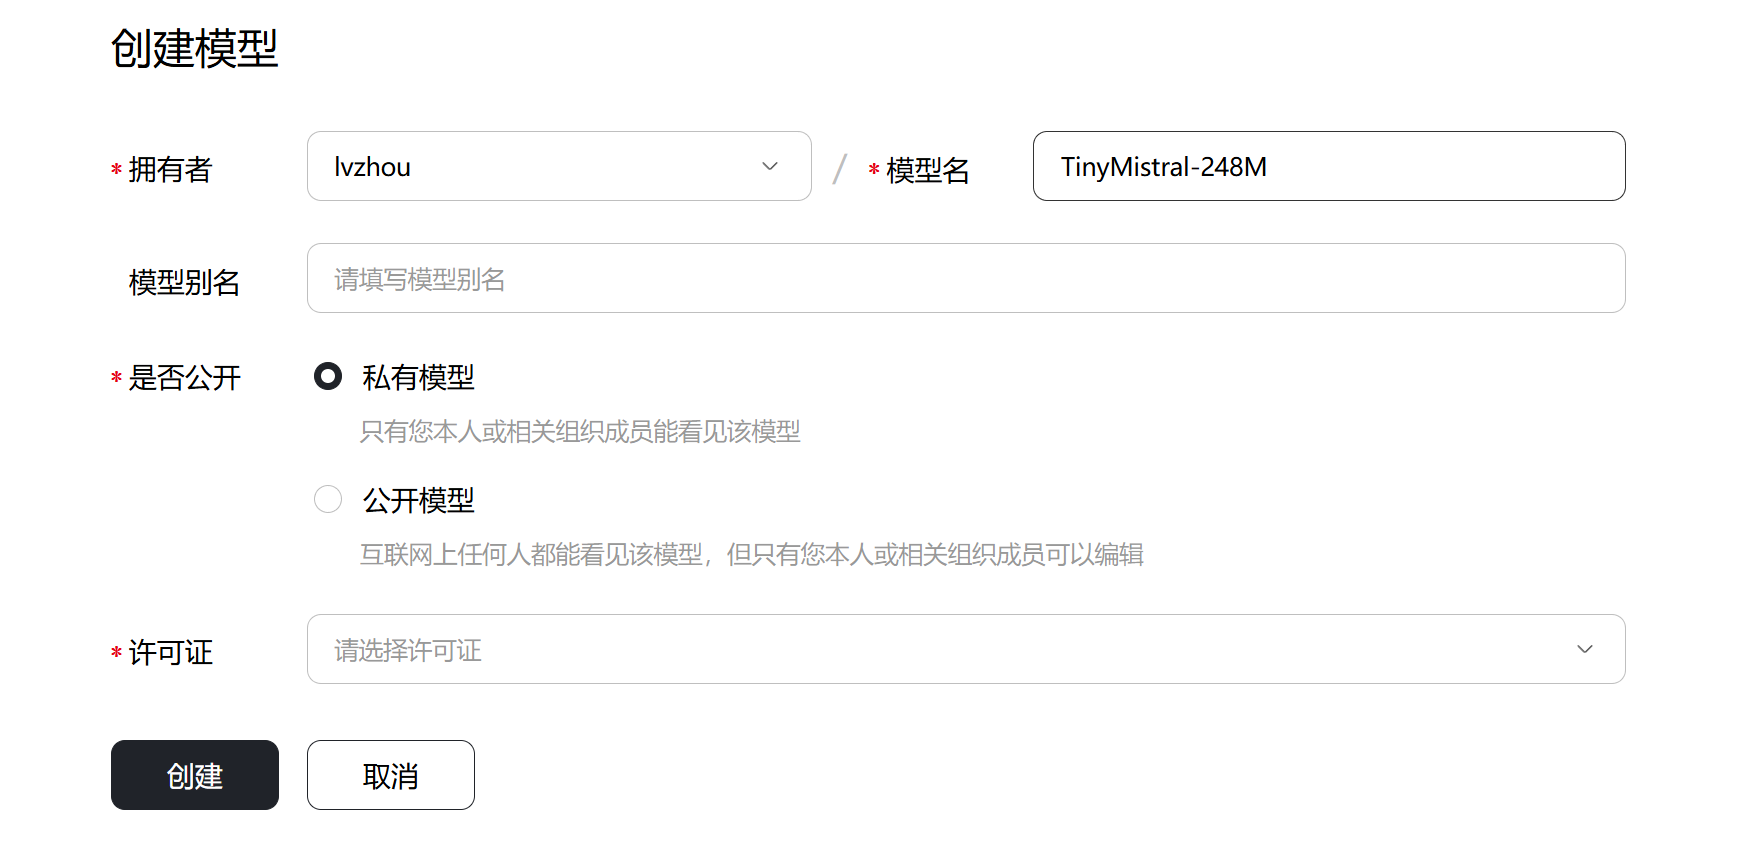 创建模型
* 拥有者 lvzhou / * 模型名 TinyMistral-248M
模型别名 请填写模型别名
* 是否公开 私有模型
只有您本人或相关组织成员能看见该模型
公开模型
互联网上任何人都能看见该模型，但只有您本人或相关组织成员可以编辑
* 许可证 请选择许可证
创建 取消